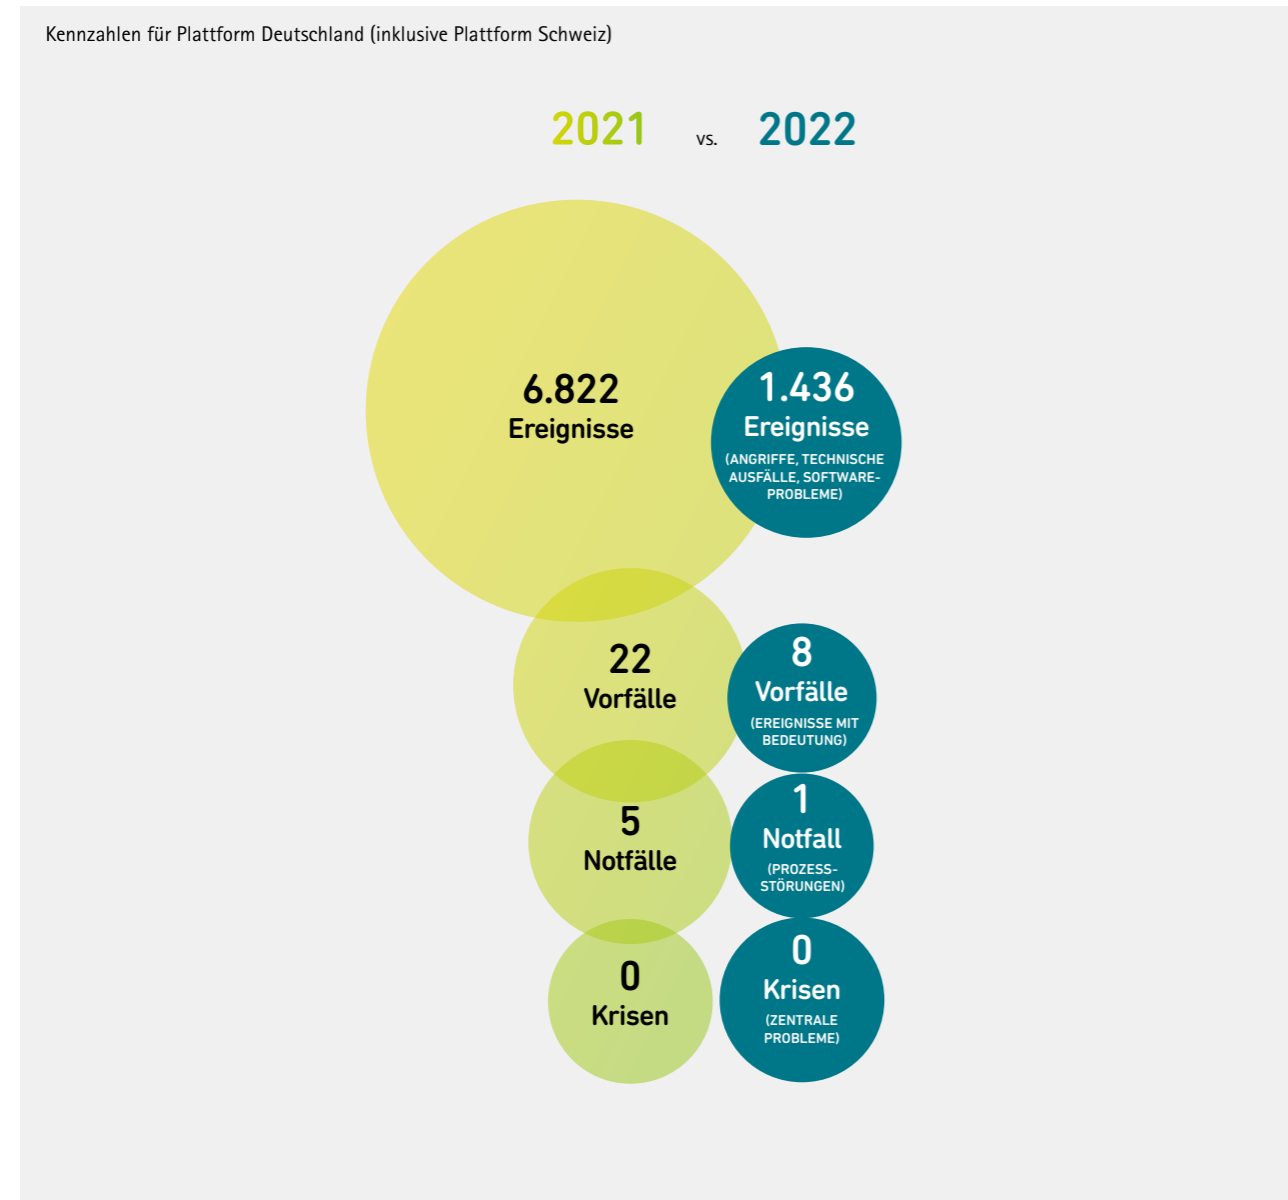 Kennzahlen für Plattform Deutschland (inklusive Plattform Schweiz)
2021 vs. 2022
6.822
Ereignisse
1.436
Ereignisse
(ANGRIFFE, TECHNISCHE
AUSFÄLLE, SOFTWARE-
PROBLEME)
22
Vorfälle
8
Vorfälle
(EREIGNISSE MIT
BEDEUTUNG)
5
Notfälle
1
Notfall
(PROZESS-
STÖRUNGEN)
0
Krisen
0
Krisen
(ZENTRALE
PROBLEME)